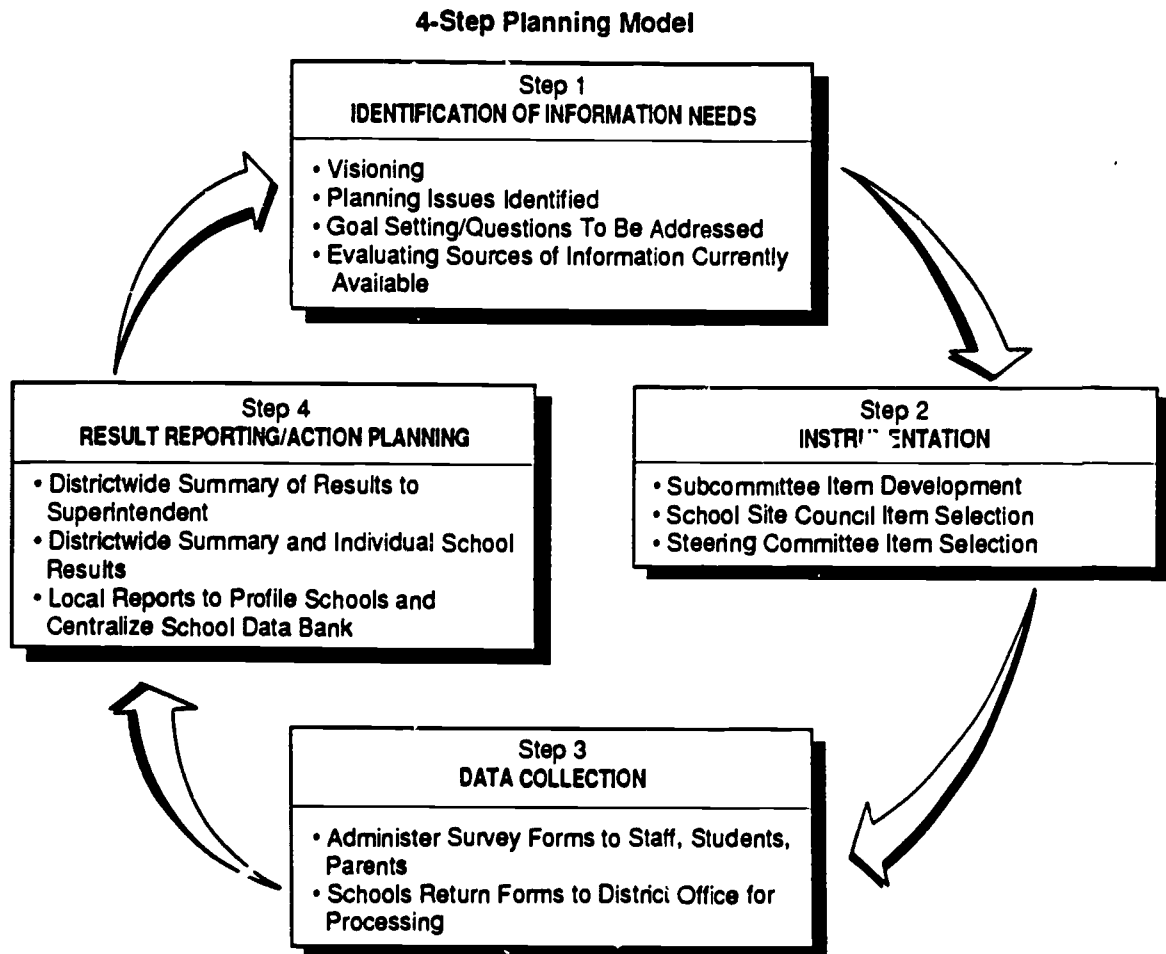 4-Step Planning Model
Step 1
IDENTIFICATION OF INFORMATION NEEDS
• Visioning
• Planning Issues Identified
• Goal Setting/Questions To Be Addressed
• Evaluating Sources of Information Currently
Available
Step 2
• Subcommittee Item Development
• School Site Council Item Selection
• Steering Committee Item Selection
Step 3
DATA COLLECTION
• Administer Survey Forms to Staff, Students,
Parents
• Schools Return Forms to District Office for
Processing
Step 4
RESULT REPORTING/ACTION PLANNING
• Districtwide Summary of Results to
Superintendent
• Districtwide Summary and Individual School
Results
• Local Reports to Profile Schools and
Centralize School Data Bank